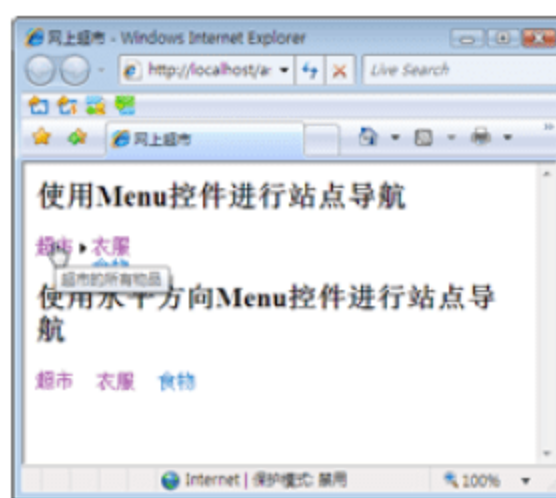 网上超市 - Windows Internet Explorer
http://localhost/a
Live Search
网上超市
使用Menu控件进行站点导航
超市 衣服
食物
超市的所有物品
使用水平方向Menu控件进行站点导
航
超市 衣服 食物
Internet | 保护模式: 禁用
100%